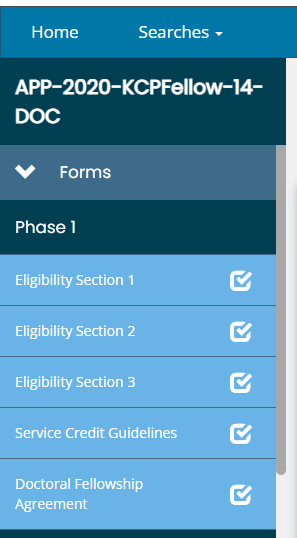 Home Searches
APP-2020-KCPFellow-14-
DOC
Forms
Phase 1
Eligibility Section 1
Eligibility Section 2
Eligibility Section 3
Service Credit Guidelines
Doctoral Fellowship
Agreement